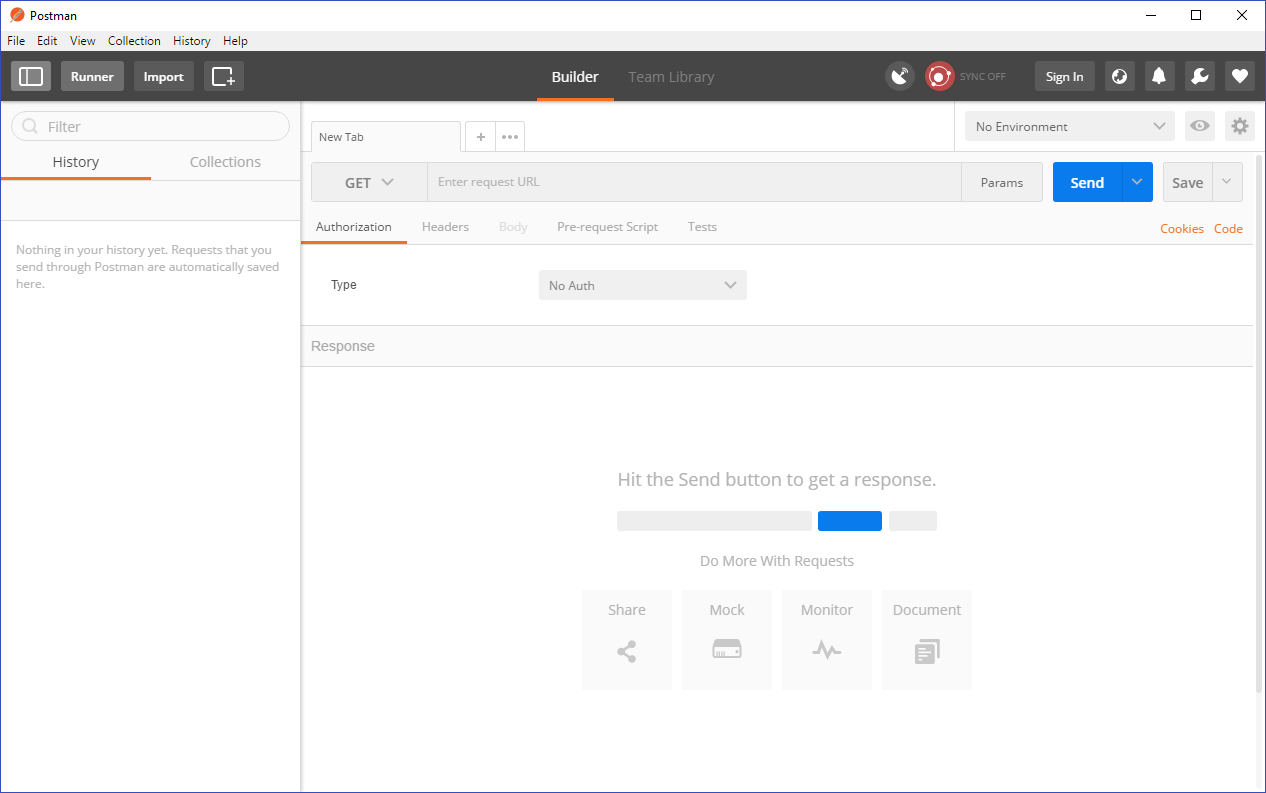 Postman
File Edit View Collection History Help
Runner Import Builder Team Library SYNC OFF Sign In
Filter
History Collections
Nothing in your history yet. Requests that you
send through Postman are automatically saved
here.
New Tab + ••• No Environment
GET Enter request URL Params Send Save
Authorization Headers Body Pre-request Script Tests Cookies Code
Type No Auth
Response
Hit the Send button to get a response.
Do More With Requests
Share Mock Monitor Document